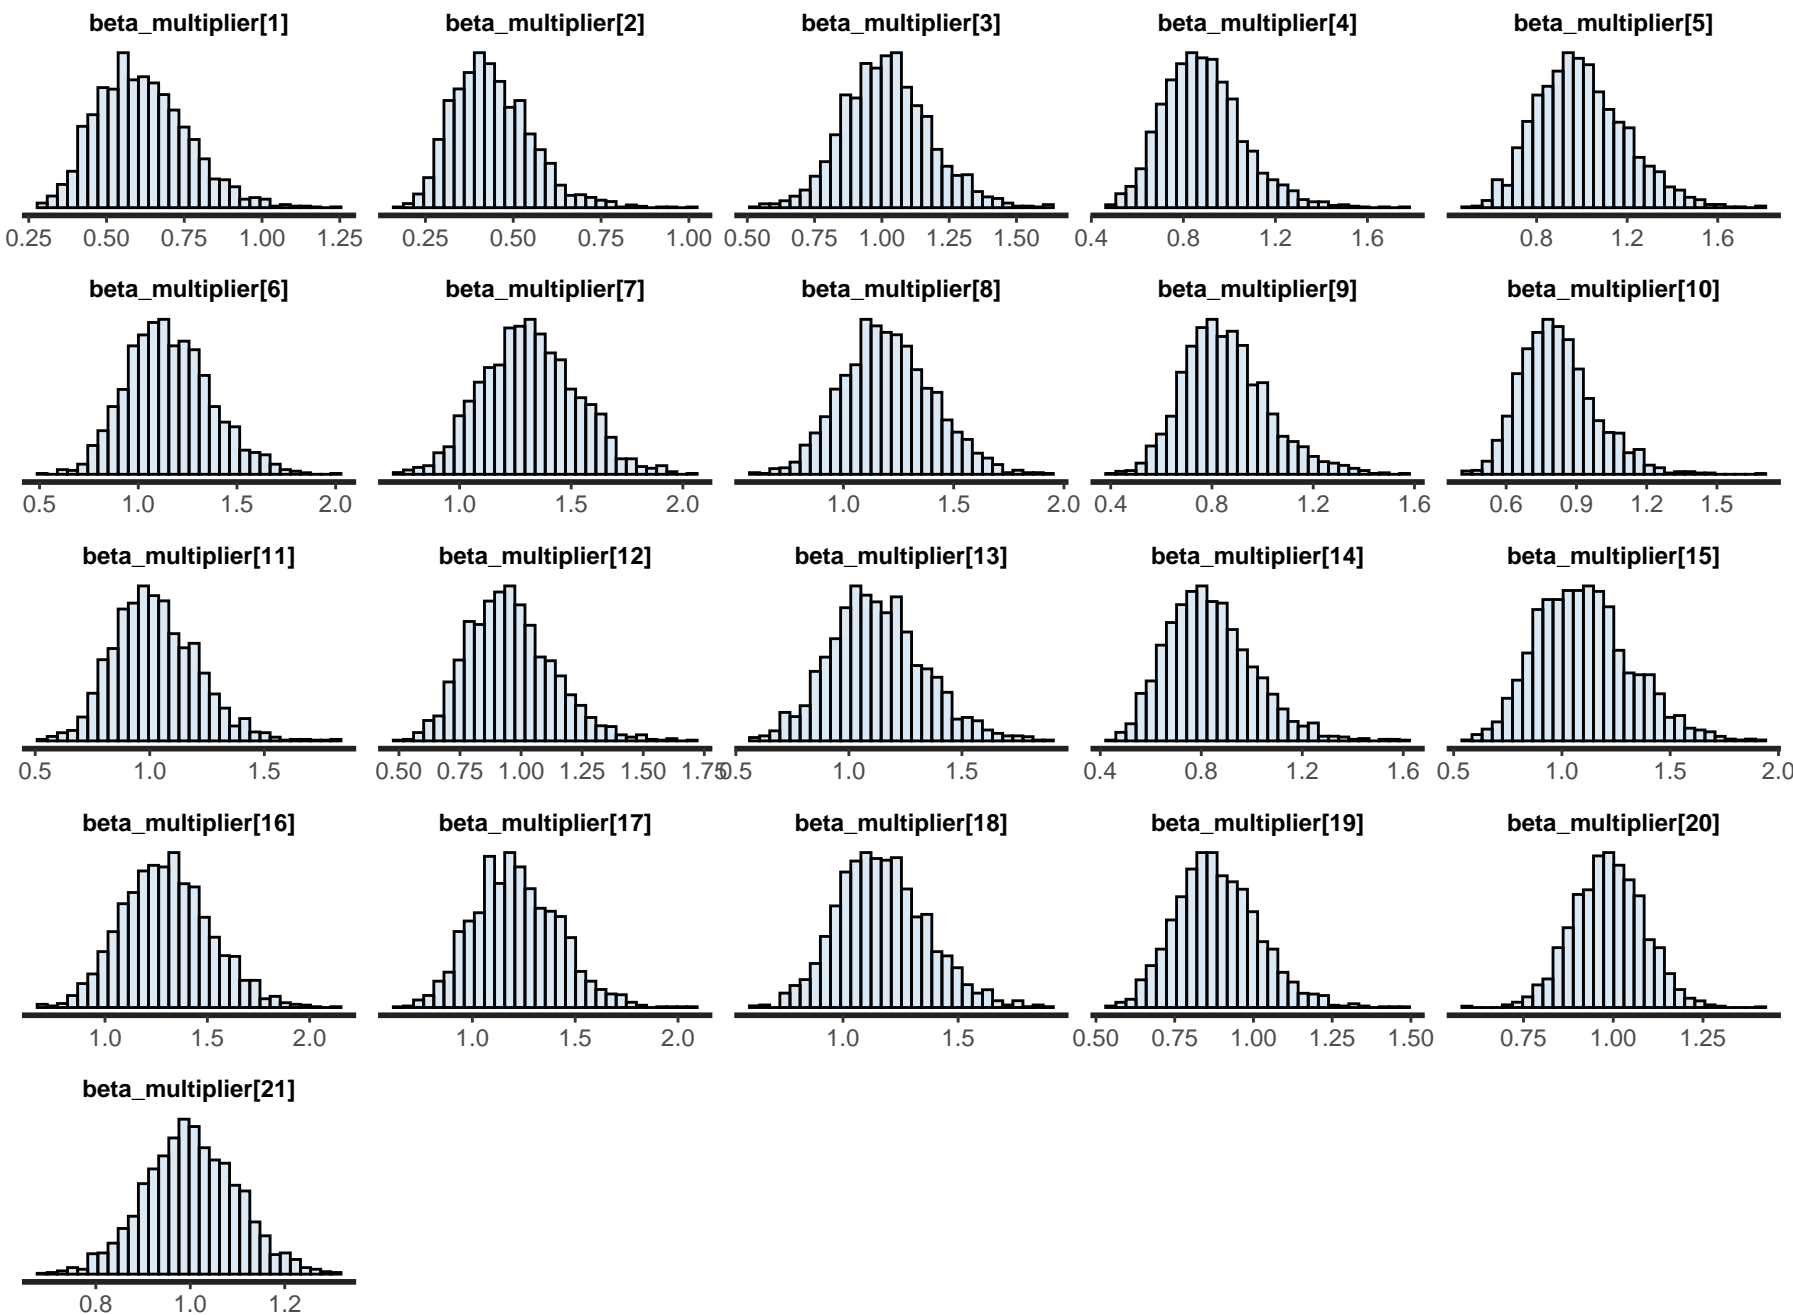 beta_multiplier[1] beta_multiplier[2] beta_multiplier[3] beta_multiplier[4] beta_multiplier[5]
0.25 0.50 0.75 1.00 1.25 0.25 0.50 0.75 1.00 0.50 0.75 1.00 1.25 1.50 0.4 0.8 1.2 1.6 0.8 1.2 1.6
beta_multiplier[6] beta_multiplier[7] beta_multiplier[8] beta_multiplier[9] beta_multiplier[10]
0.5 1.0 1.5 2.0 1.0 1.5 2.0 1.0 1.5 2.0 0.4 0.8 1.2 1.6 0.6 0.9 1.2 1.5
beta_multiplier[11] beta_multiplier[12] beta_multiplier[13] beta_multiplier[14] beta_multiplier[15]
0.5 1.0 1.5 0.50 0.75 1.00 1.25 1.50 1.75 0.5 1.0 1.5 0.4 0.8 1.2 1.6 0.5 1.0 1.5 2.0
beta_multiplier[16] beta_multiplier[17] beta_multiplier[18] beta_multiplier[19] beta_multiplier[20]
1.0 1.5 2.0 1.0 1.5 2.0 1.0 1.5 0.50 0.75 1.00 1.25 1.50 0.75 1.00 1.25
beta_multiplier[21]
0.8 1.0 1.2